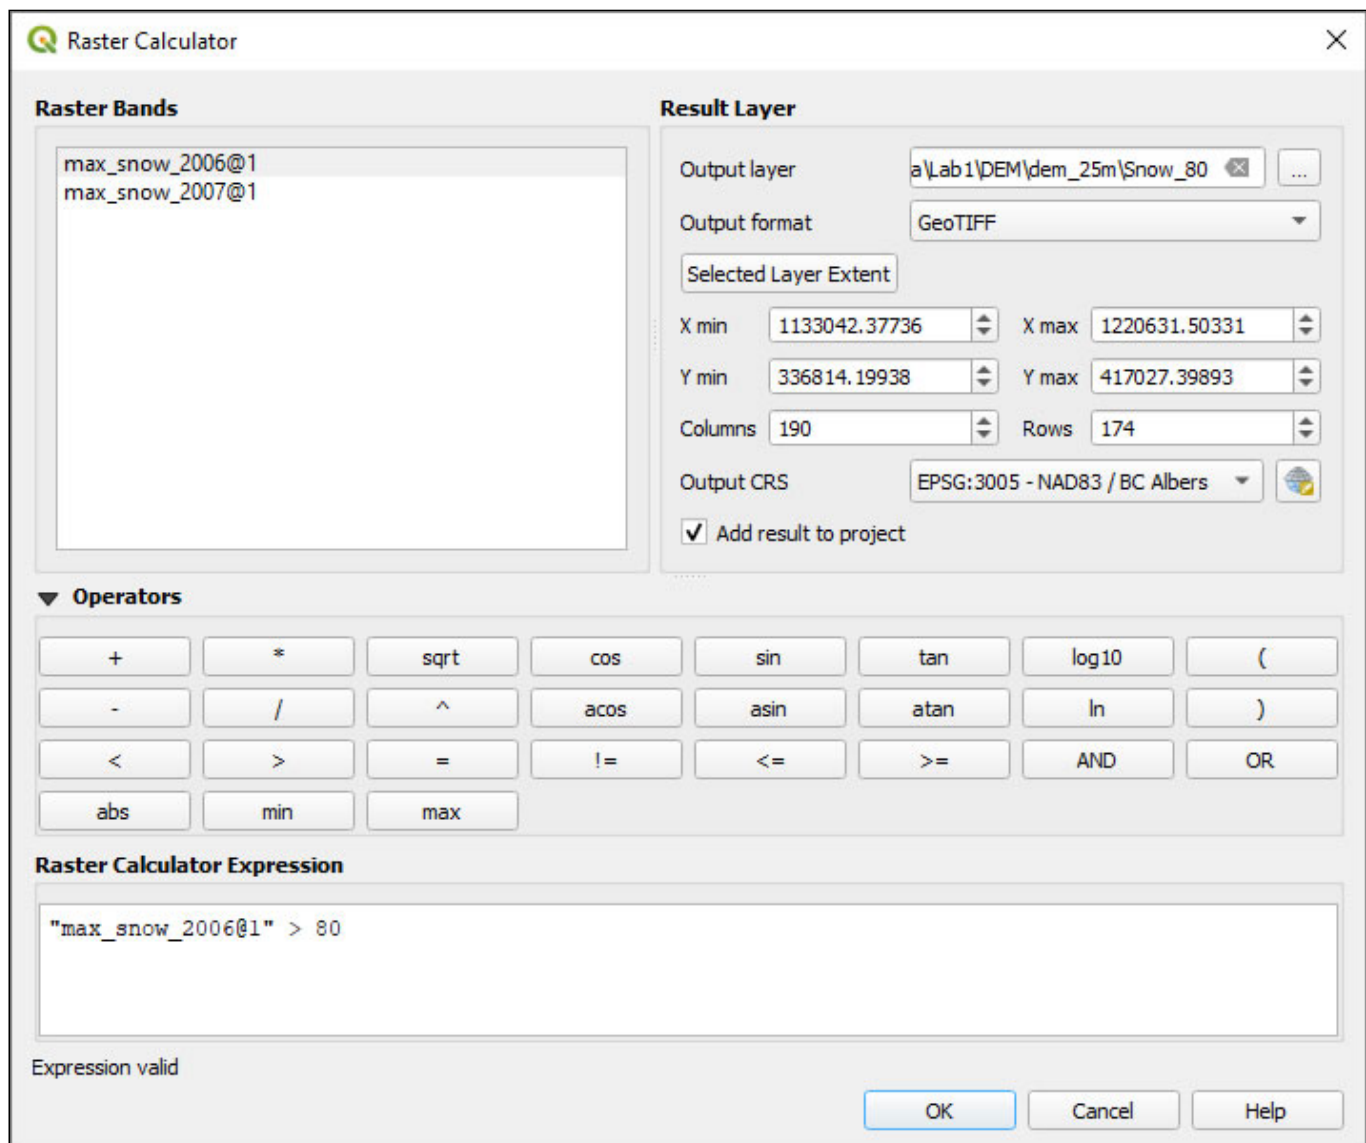 Raster Calculator
Raster Bands
max_snow_2006@1
max_snow_2007@1
Result Layer
Output layer a\Lab1\DEM\dem_25m\Snow_80 ...
Output format GeoTIFF
Selected Layer Extent
X min 1133042.37736 X max 1220631.50331
Y min 336814.19938 Y max 417027.39893
Columns 190 Rows 174
Output CRS EPSG:3005 - NAD83 / BC Albers
Add result to project
Operators
+ * sqrt cos sin tan log10 (
- / ^ acos asin atan ln )
< > = != <= >= AND OR
abs min max
Raster Calculator Expression
"max_snow_2006@1" > 80
Expression valid
OK Cancel Help